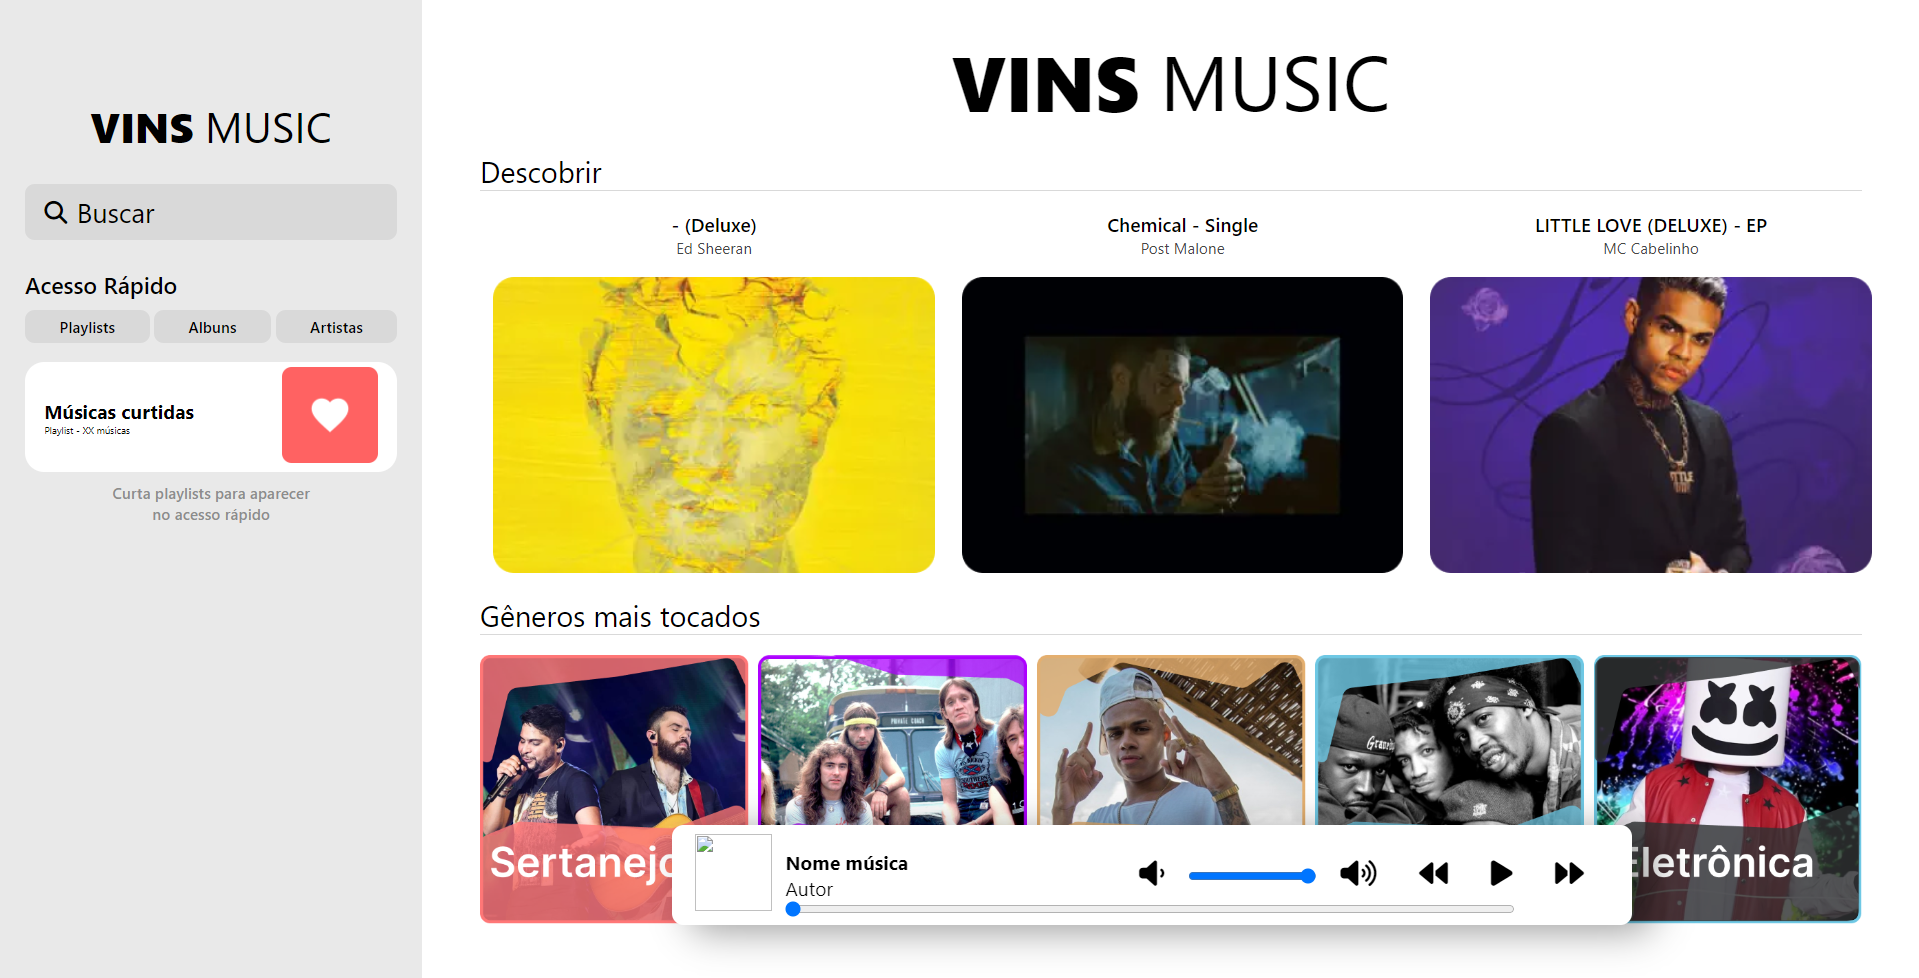 VINS MUSIC
Buscar
Acesso Rápido
Playlists
Albuns
Artistas
Músicas curtidas
Playlist - XX músicas
Curta playlists para aparecer
no acesso rápido
VINS MUSIC
Descobrir
- (Deluxe)
Ed Sheeran
Chemical - Single
Post Malone
LITTLE LOVE (DELUXE) - EP
MC Cabelinho
Gêneros mais tocados
PRIVATE COACH
Sertanejo
Eletrônica
Nome música
Autor